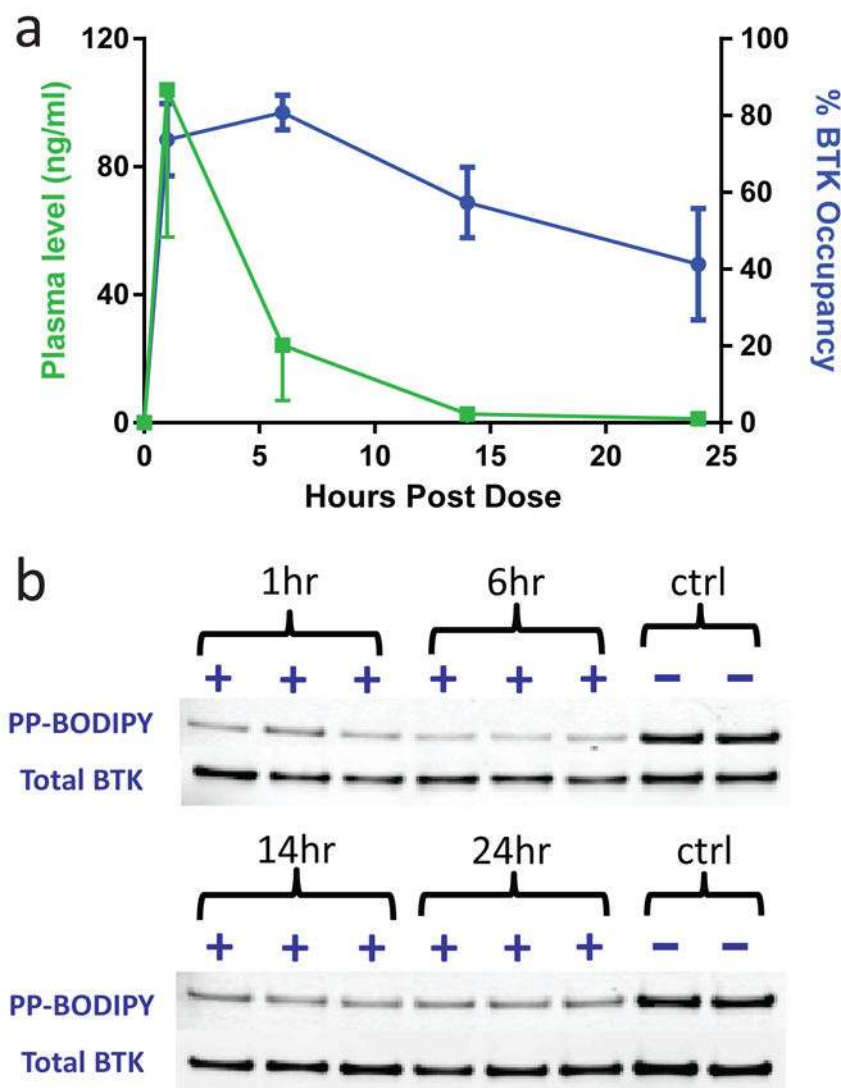 a
120
80
40
0
Plasma level (ng/ml)
100
80
60
40
20
0
% BTK Occupancy
0 5 10 15 20 25
Hours Post Dose
b
1hr 6hr ctrl
+ + + + + + − −
PP-BODIPY
Total BTK
14hr 24hr ctrl
+ + + + + + − −
PP-BODIPY
Total BTK